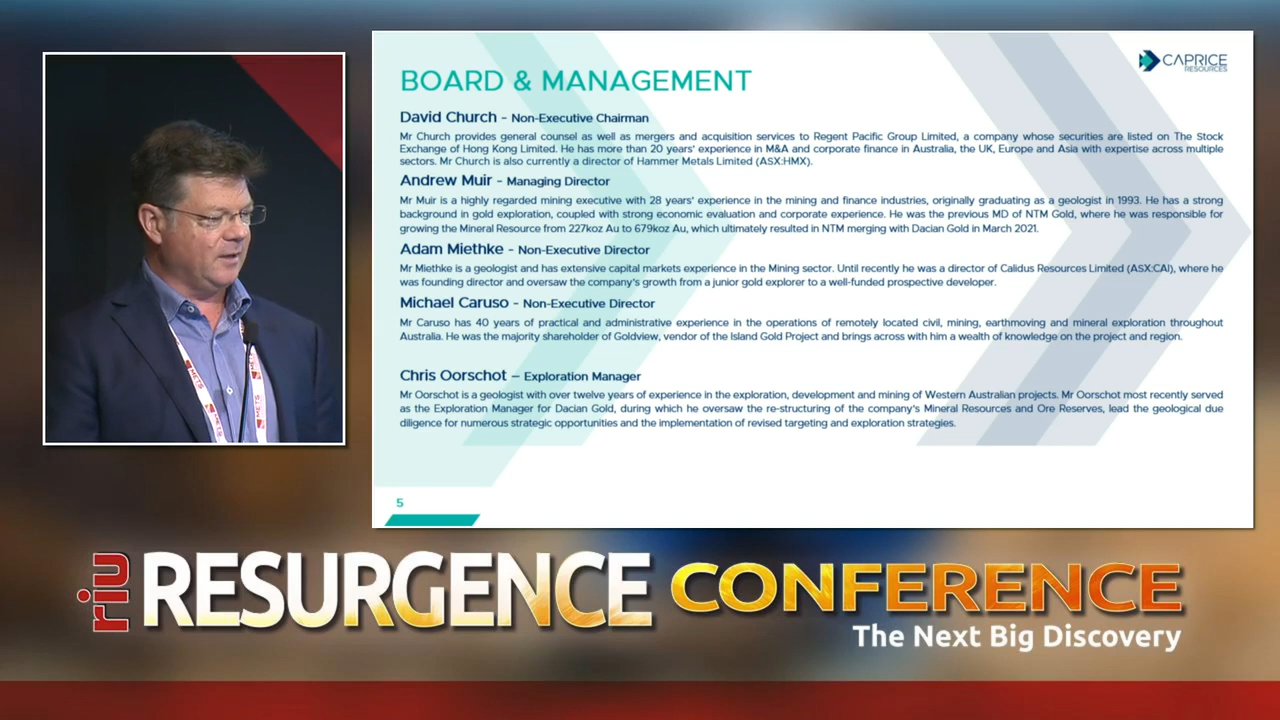 CAPRICE
RESOURCES
BOARD & MANAGEMENT
David Church - Non-Executive Chairman
Mr Church provides general counsel as well as mergers and acquisition services to Regent Pacific Group Limited, a company whose securities are listed on The Stock
Exchange of Hong Kong Limited. He has more than 20 years' experience in M&A and corporate finance in Australia, the UK, Europe and Asia with expertise across multiple
sectors. Mr Church is also currently a director of Hammer Metals Limited (ASX:HMX).
Andrew Muir - Managing Director
Mr Muir is a highly regarded mining executive with 28 years' experience in the mining and finance industries, originally graduating as a geologist in 1993. He has a strong
background in gold exploration, coupled with strong economic evaluation and corporate experience. He was the previous MD of NTM Gold, where he was responsible for
growing the Mineral Resource from 227koz Au to 679koz Au, which ultimately resulted in NTM merging with Dacian Gold in March 2021.
Adam Miethke - Non-Executive Director
Mr Miethke is a geologist and has extensive capital markets experience in the Mining sector. Until recently he was a director of Calidus Resources Limited (ASX:CAI), where he
was founding director and oversaw the company's growth from a junior gold explorer to a well-funded prospective developer.
Michael Caruso - Non-Executive Director
Mr Caruso has 40 years of practical and administrative experience in the operations of remotely located civil, mining, earthmoving and mineral exploration throughout
Australia. He was the majority shareholder of Goldview, vendor of the Island Gold Project and brings across with him a wealth of knowledge on the project and region.
Chris Oorschot – Exploration Manager
Mr Oorschot is a geologist with over twelve years of experience in the exploration, development and mining of Western Australian projects. Mr Oorschot most recently served
as the Exploration Manager for Dacian Gold, during which he oversaw the re-structuring of the company's Mineral Resources and Ore Reserves, lead the geological due
diligence for numerous strategic opportunities and the implementation of revised targeting and exploration strategies.
5
METS
METS
METS
riu RESURGENCE CONFERENCE
The Next Big Discovery